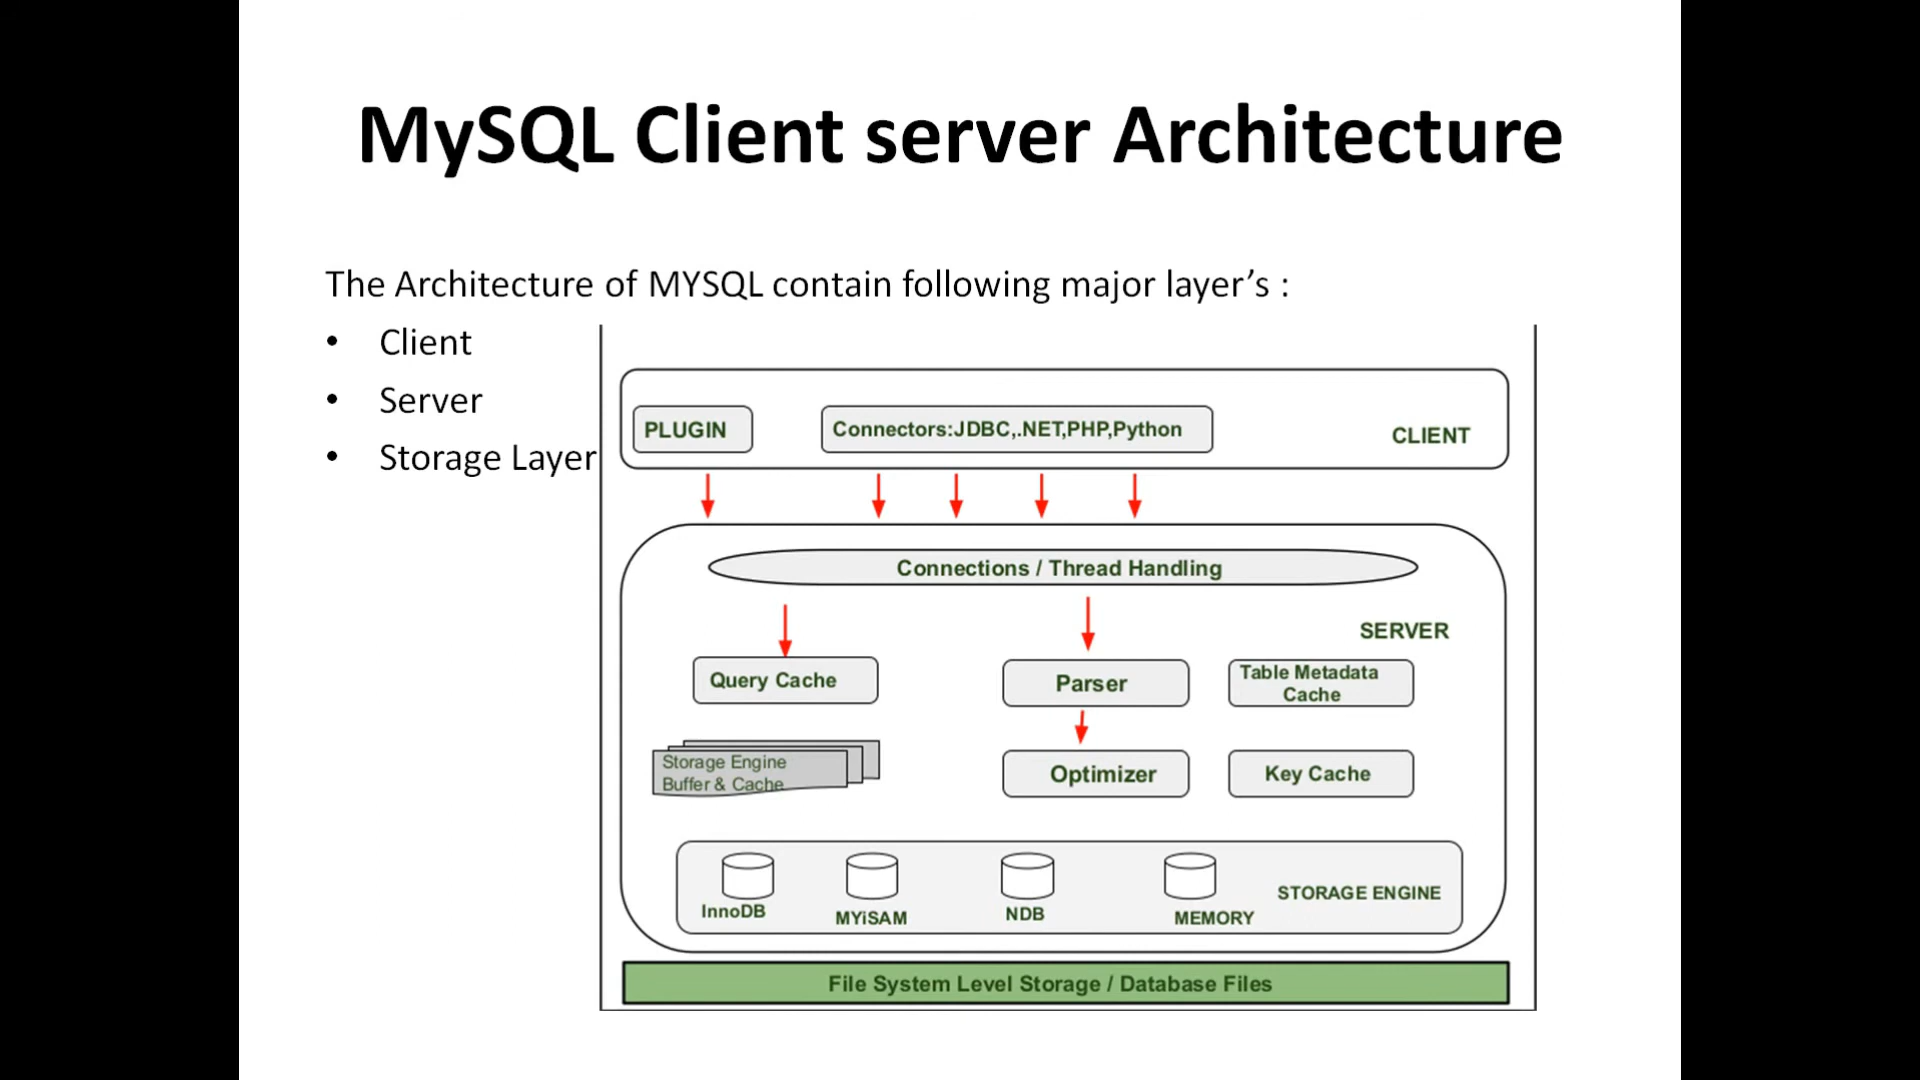 MySQL Client server Architecture
The Architecture of MYSQL contain following major layer’s :
• Client
• Server
• Storage Layer
PLUGIN
Connectors:JDBC,.NET,PHP,Python
CLIENT
Connections / Thread Handling
SERVER
Query Cache
Parser
Table Metadata
Cache
Storage Engine
Buffer & Cache
Optimizer
Key Cache
InnoDB
MYiSAM
NDB
MEMORY
STORAGE ENGINE
File System Level Storage / Database Files